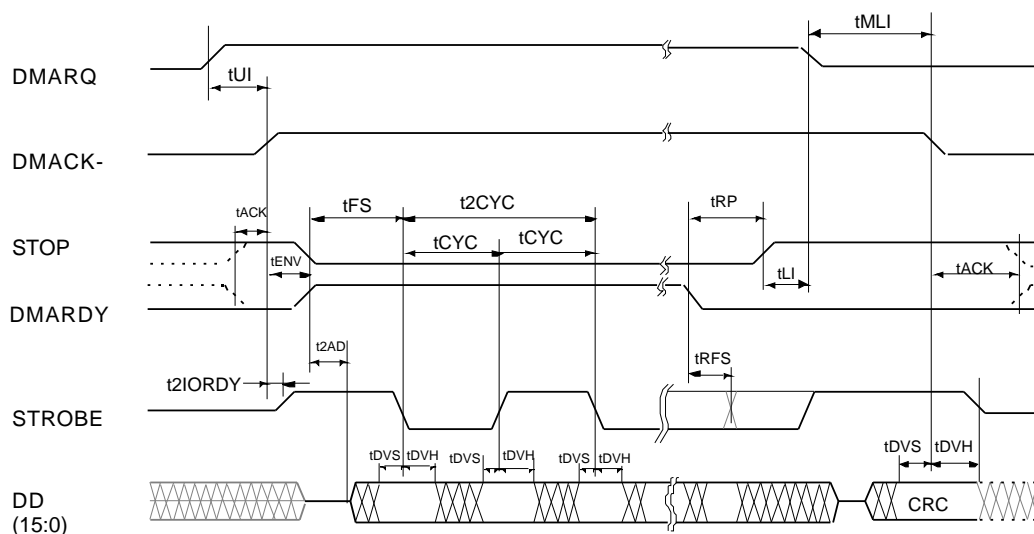 tMLI
DMARQ
tUI
DMACK-
tACK
tFS
t2CYC
tRP
STOP
tCYC
tCYC
tENV
tLI
tACK
DMARDY
t2AD
tRFS
t2IORDY
STROBE
tDVS
tDVH
tDVS
tDVH
tDVS
tDVH
tDVS
tDVH
DD
(15:0)
CRC